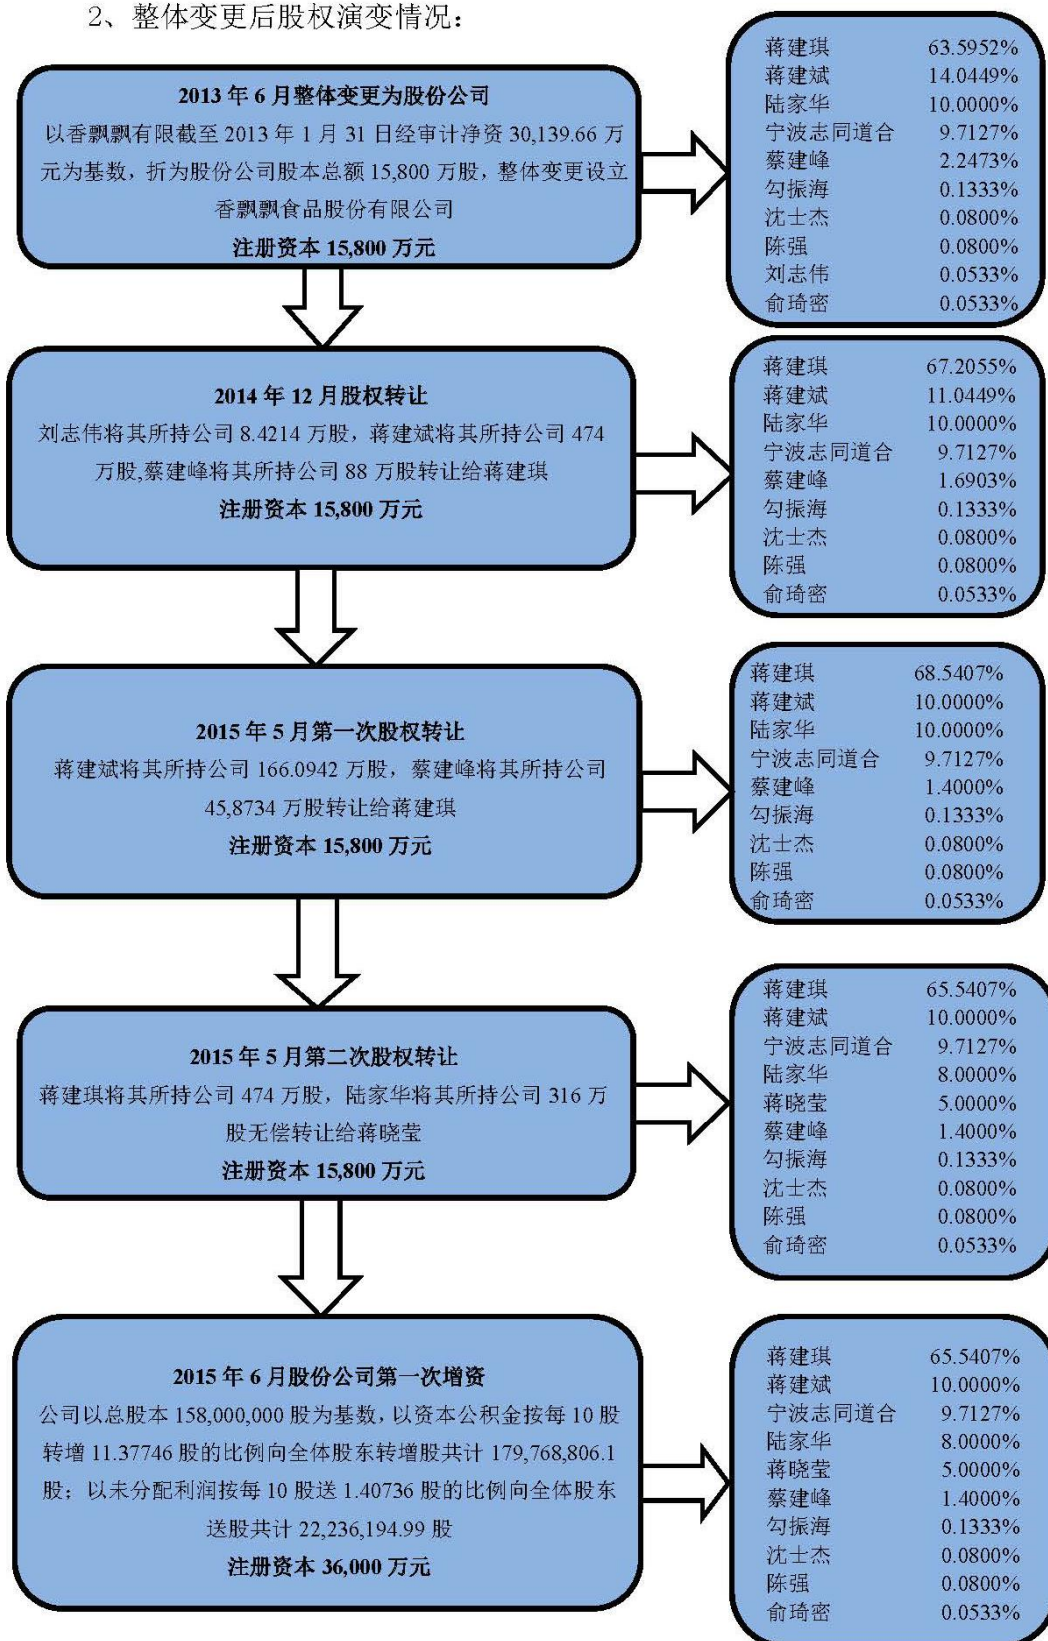 2、整体变更后股权演变情况：
2013 年 6 月整体变更为股份公司
以香飘飘有限截至 2013 年 1 月 31 日经审计净资 30,139.66 万
元为基数，折为股份公司股本总额 15,800 万股，整体变更设立
香飘飘食品股份有限公司
注册资本 15,800 万元
蒋建琪 63.5952%
蒋建斌 14.0449%
陆家华 10.0000%
宁波志同道合 9.7127%
蔡建峰 2.2473%
勾振海 0.1333%
沈士杰 0.0800%
陈强 0.0800%
刘志伟 0.0533%
俞琦密 0.0533%
2014 年 12 月股权转让
刘志伟将其所持公司 8.4214 万股，蒋建斌将其所持公司 474
万股,蔡建峰将其所持公司 88 万股转让给蒋建琪
注册资本 15,800 万元
蒋建琪 67.2055%
蒋建斌 11.0449%
陆家华 10.0000%
宁波志同道合 9.7127%
蔡建峰 1.6903%
勾振海 0.1333%
沈士杰 0.0800%
陈强 0.0800%
俞琦密 0.0533%
2015 年 5 月第一次股权转让
蒋建斌将其所持公司 166.0942 万股，蔡建峰将其所持公司
45,8734 万股转让给蒋建琪
注册资本 15,800 万元
蒋建琪 68.5407%
蒋建斌 10.0000%
陆家华 10.0000%
宁波志同道合 9.7127%
蔡建峰 1.4000%
勾振海 0.1333%
沈士杰 0.0800%
陈强 0.0800%
俞琦密 0.0533%
2015 年 5 月第二次股权转让
蒋建琪将其所持公司 474 万股，陆家华将其所持公司 316 万
股无偿转让给蒋晓莹
注册资本 15,800 万元
蒋建琪 65.5407%
蒋建斌 10.0000%
宁波志同道合 9.7127%
陆家华 8.0000%
蒋晓莹 5.0000%
蔡建峰 1.4000%
勾振海 0.1333%
沈士杰 0.0800%
陈强 0.0800%
俞琦密 0.0533%
2015 年 6 月股份公司第一次增资
公司以总股本 158,000,000 股为基数，以资本公积金按每 10 股
转增 11.37746 股的比例向全体股东转增股共计 179,768,806.1
股；以未分配利润按每 10 股送 1.40736 股的比例向全体股东
送股共计 22,236,194.99 股
注册资本 36,000 万元
蒋建琪 65.5407%
蒋建斌 10.0000%
宁波志同道合 9.7127%
陆家华 8.0000%
蒋晓莹 5.0000%
蔡建峰 1.4000%
勾振海 0.1333%
沈士杰 0.0800%
陈强 0.0800%
俞琦密 0.0533%